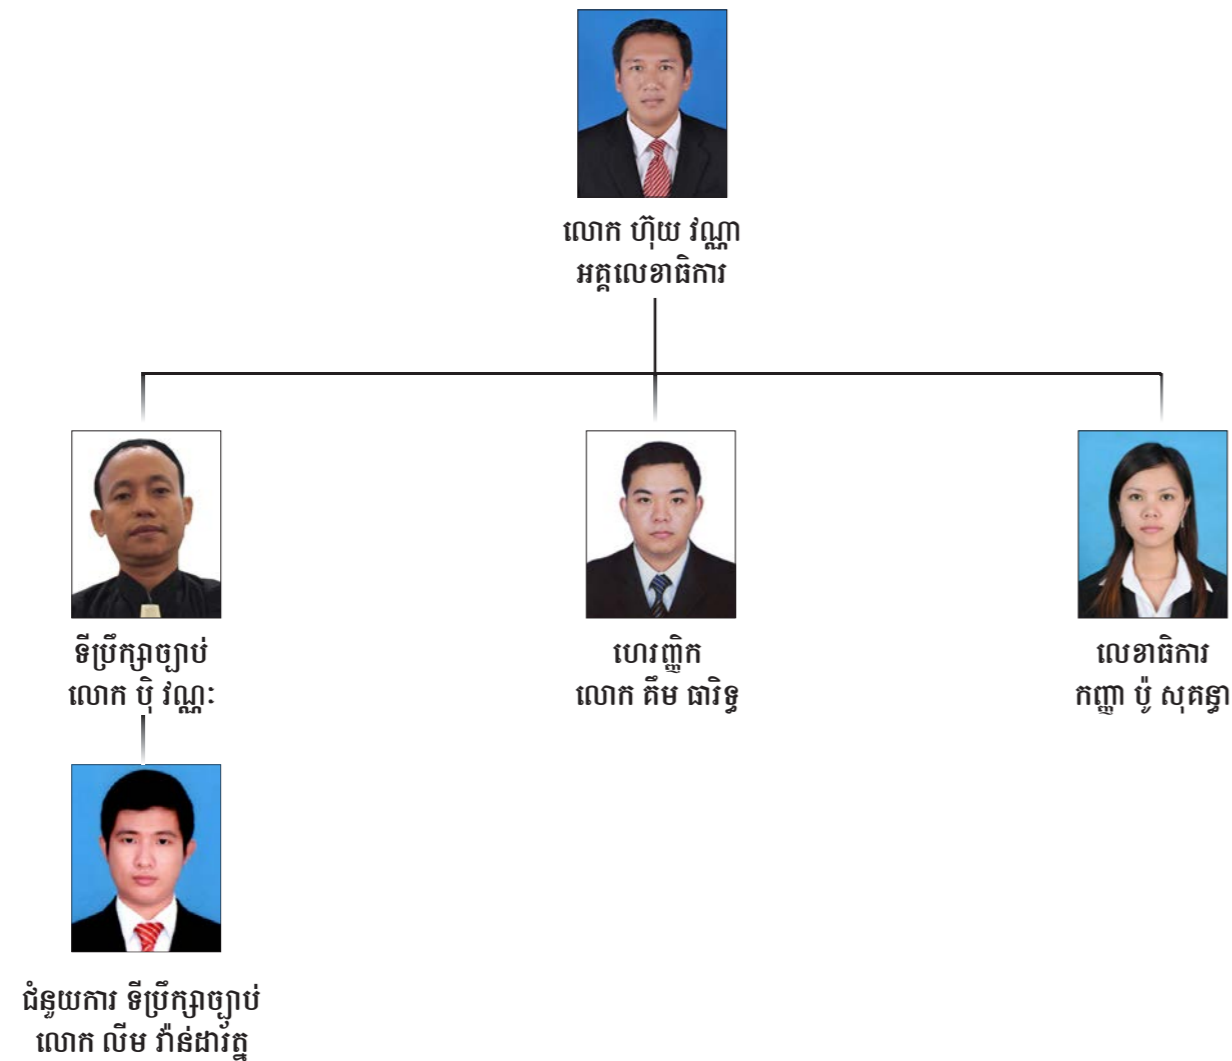 លោក ហ៊ុយ វណ្ណា
អគ្គលេខាធិការ
ទីប្រឹក្សាច្បាប់
លោក ប៉ិ វណ្ណៈ
ហេរញ្ញិក
លោក គឹម ធារិទ្ធ
លេខាធិការ
កញ្ញា ប៉ូ សុគន្ធា
ជំនួយការ ទីប្រឹក្សាច្បាប់
លោក លីម វ៉ាន់ដារ័ត្ន